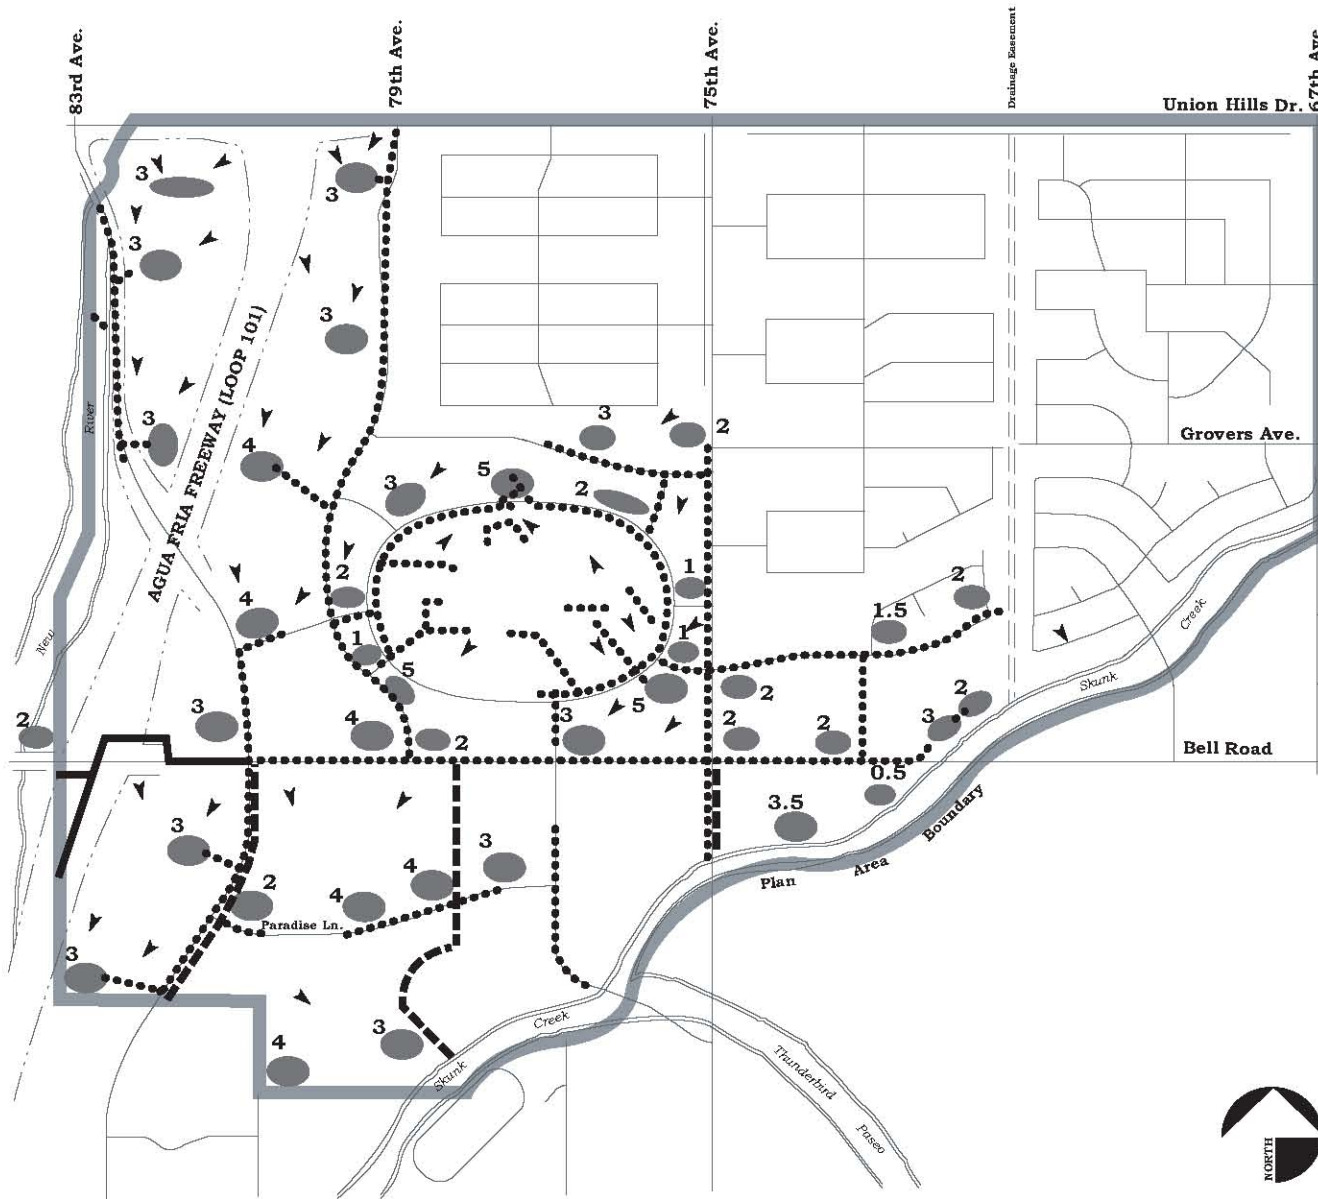 83rd Ave.
79th Ave.
75th Ave.
Drainage Easement
67th Ave.
Union Hills Dr.
3
3
3
3
AGUA FRIA FREEWAY (LOOP 101)
River
3
3
2
Grovers Ave.
4
3
5
2
2
1
2
4
1.5
Creek
1
1
New
5
5
2
2
Skunk
3
4
2
3
2
2
3
2
Bell Road
0.5
3.5
Boundary
Area
Plan
3
3
4
4
2
Paradise Ln.
3
Creek
3
4
Skunk
Thunderbird
Paseo
NORTH